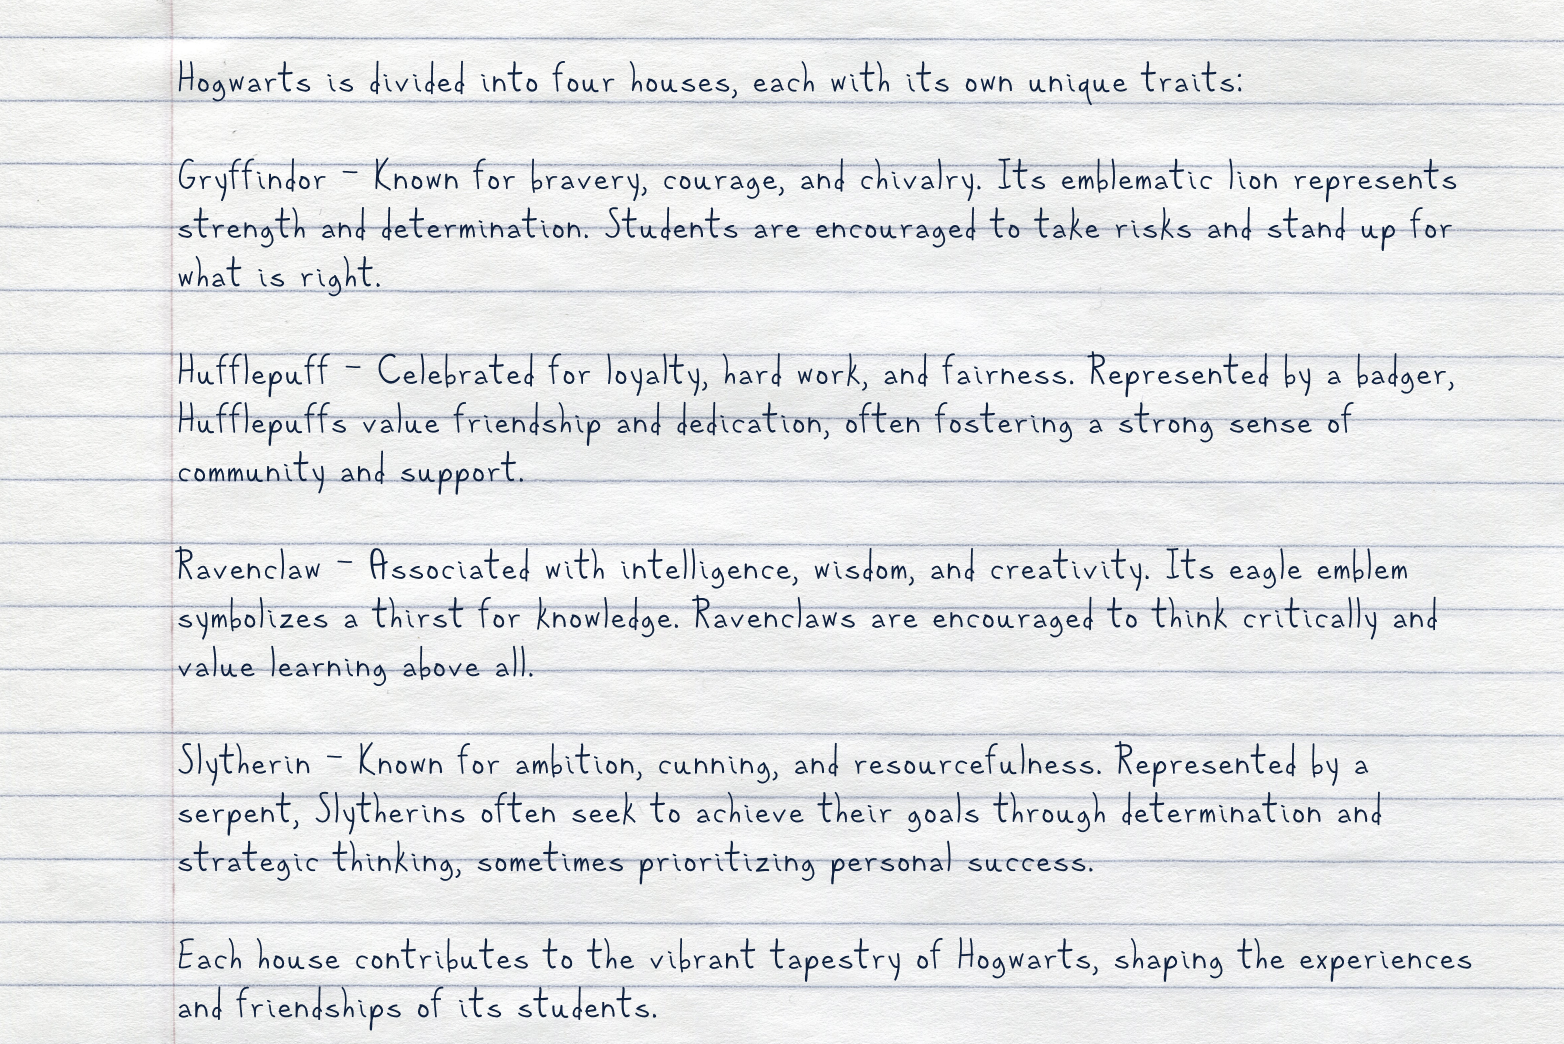 Hogwarts is divided into four houses, each with its own unique traits:
Gryffindor - Known for bravery, courage, and chivalry. Its emblematic lion represents
strength and determination. Students are encouraged to take risks and stand up for
what is right.
Hufflepuff - Celebrated for loyalty, hard work, and fairness. Represented by a badger,
Hufflepuffs value friendship and dedication, often fostering a strong sense of
community and support.
Ravenclaw - Associated with intelligence, wisdom, and creativity. Its eagle emblem
symbolizes a thirst for knowledge. Ravenclaws are encouraged to think critically and
value learning above all.
Slytherin - Known for ambition, cunning, and resourcefulness. Represented by a
serpent, Slytherins often seek to achieve their goals through determination and
strategic thinking, sometimes prioritizing personal success.
Each house contributes to the vibrant tapestry of Hogwarts, shaping the experiences
and friendships of its students.